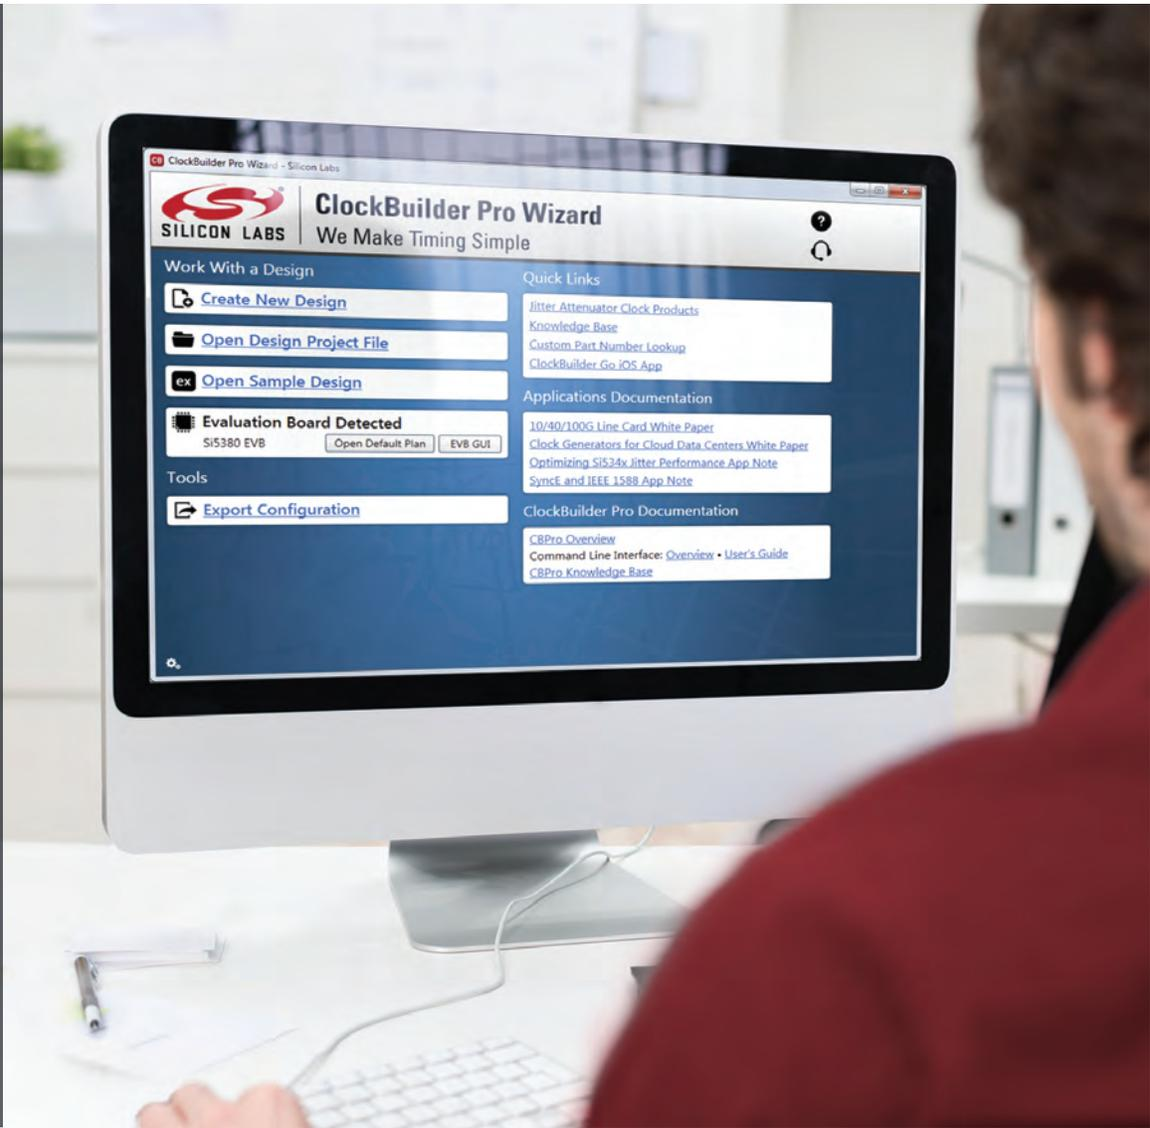 CB ClockBuilder Pro Wizard - Silicon Labs
SILICON LABS
ClockBuilder Pro Wizard
We Make Timing Simple
?
Work With a Design
Create New Design
Open Design Project File
ex Open Sample Design
Evaluation Board Detected
Si5380 EVB Open Default Plan EVB GUI
Tools
Export Configuration
Quick Links
Jitter Attenuator Clock Products
Knowledge Base
Custom Part Number Lookup
ClockBuilder Go iOS App
Applications Documentation
10/40/100G Line Card White Paper
Clock Generators for Cloud Data Centers White Paper
Optimizing Si534x Jitter Performance App Note
SyncE and IEEE 1588 App Note
ClockBuilder Pro Documentation
CBPro Overview
Command Line Interface: Overview • User's Guide
CBPro Knowledge Base